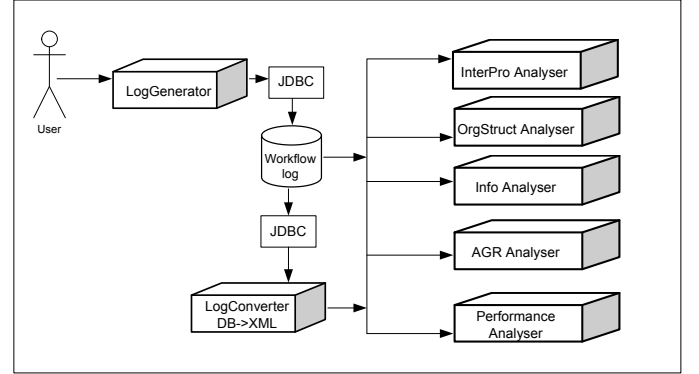 User
LogGenerator
JDBC
Workflow
log
JDBC
LogConverter
DB->XML
InterPro Analyser
OrgStruct Analyser
Info Analyser
AGR Analyser
Performance
Analyser